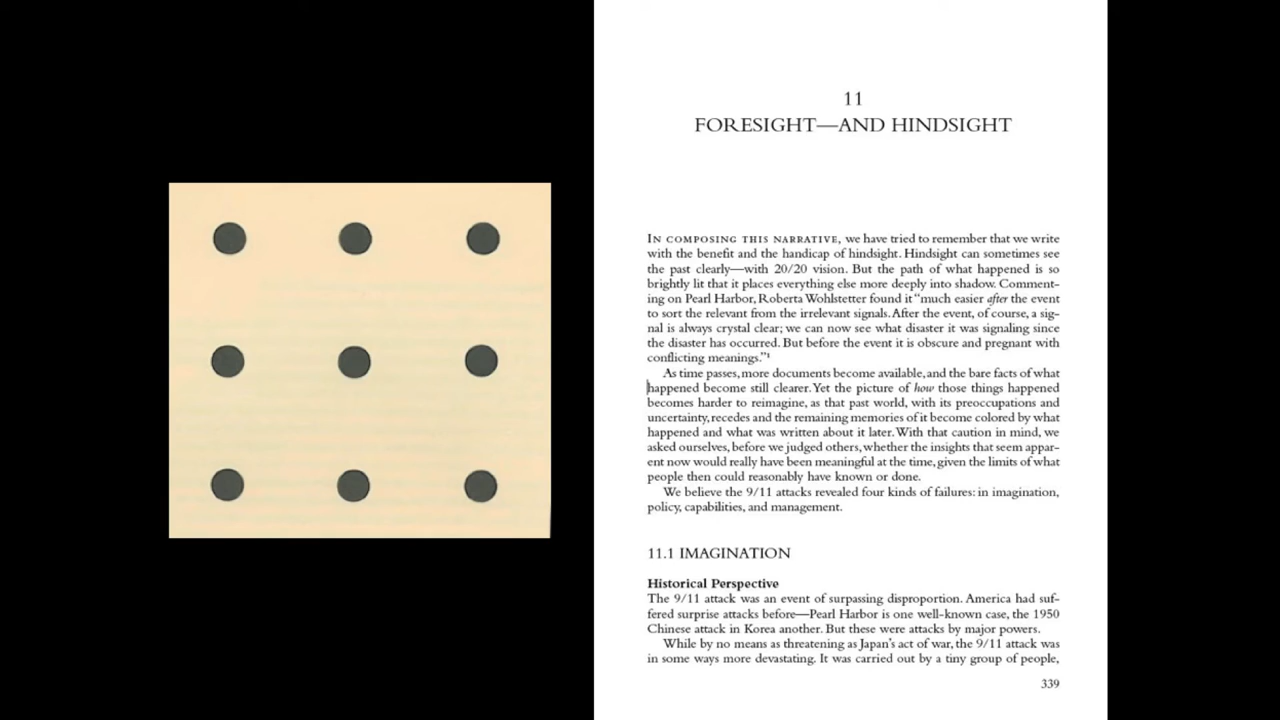 11
FORESIGHT—AND HINDSIGHT
IN COMPOSING THIS NARRATIVE, we have tried to remember that we write
with the benefit and the handicap of hindsight. Hindsight can sometimes see
the past clearly—with 20/20 vision. But the path of what happened is so
brightly lit that it places everything else more deeply into shadow. Comment-
ing on Pearl Harbor, Roberta Wohlstetter found it “much easier after the event
to sort the relevant from the irrelevant signals. After the event, of course, a sig-
nal is always crystal clear; we can now see what disaster it was signaling since
the disaster has occurred. But before the event it is obscure and pregnant with
conflicting meanings.”1
As time passes, more documents become available, and the bare facts of what
happened become still clearer. Yet the picture of how those things happened
becomes harder to reimagine, as that past world, with its preoccupations and
uncertainty, recedes and the remaining memories of it become colored by what
happened and what was written about it later. With that caution in mind, we
asked ourselves, before we judged others, whether the insights that seem appar-
ent now would really have been meaningful at the time, given the limits of what
people then could reasonably have known or done.
We believe the 9/11 attacks revealed four kinds of failures: in imagination,
policy, capabilities, and management.
11.1 IMAGINATION
Historical Perspective
The 9/11 attack was an event of surpassing disproportion. America had suf-
fered surprise attacks before—Pearl Harbor is one well-known case, the 1950
Chinese attack in Korea another. But these were attacks by major powers.
While by no means as threatening as Japan’s act of war, the 9/11 attack was
in some ways more devastating. It was carried out by a tiny group of people,
339